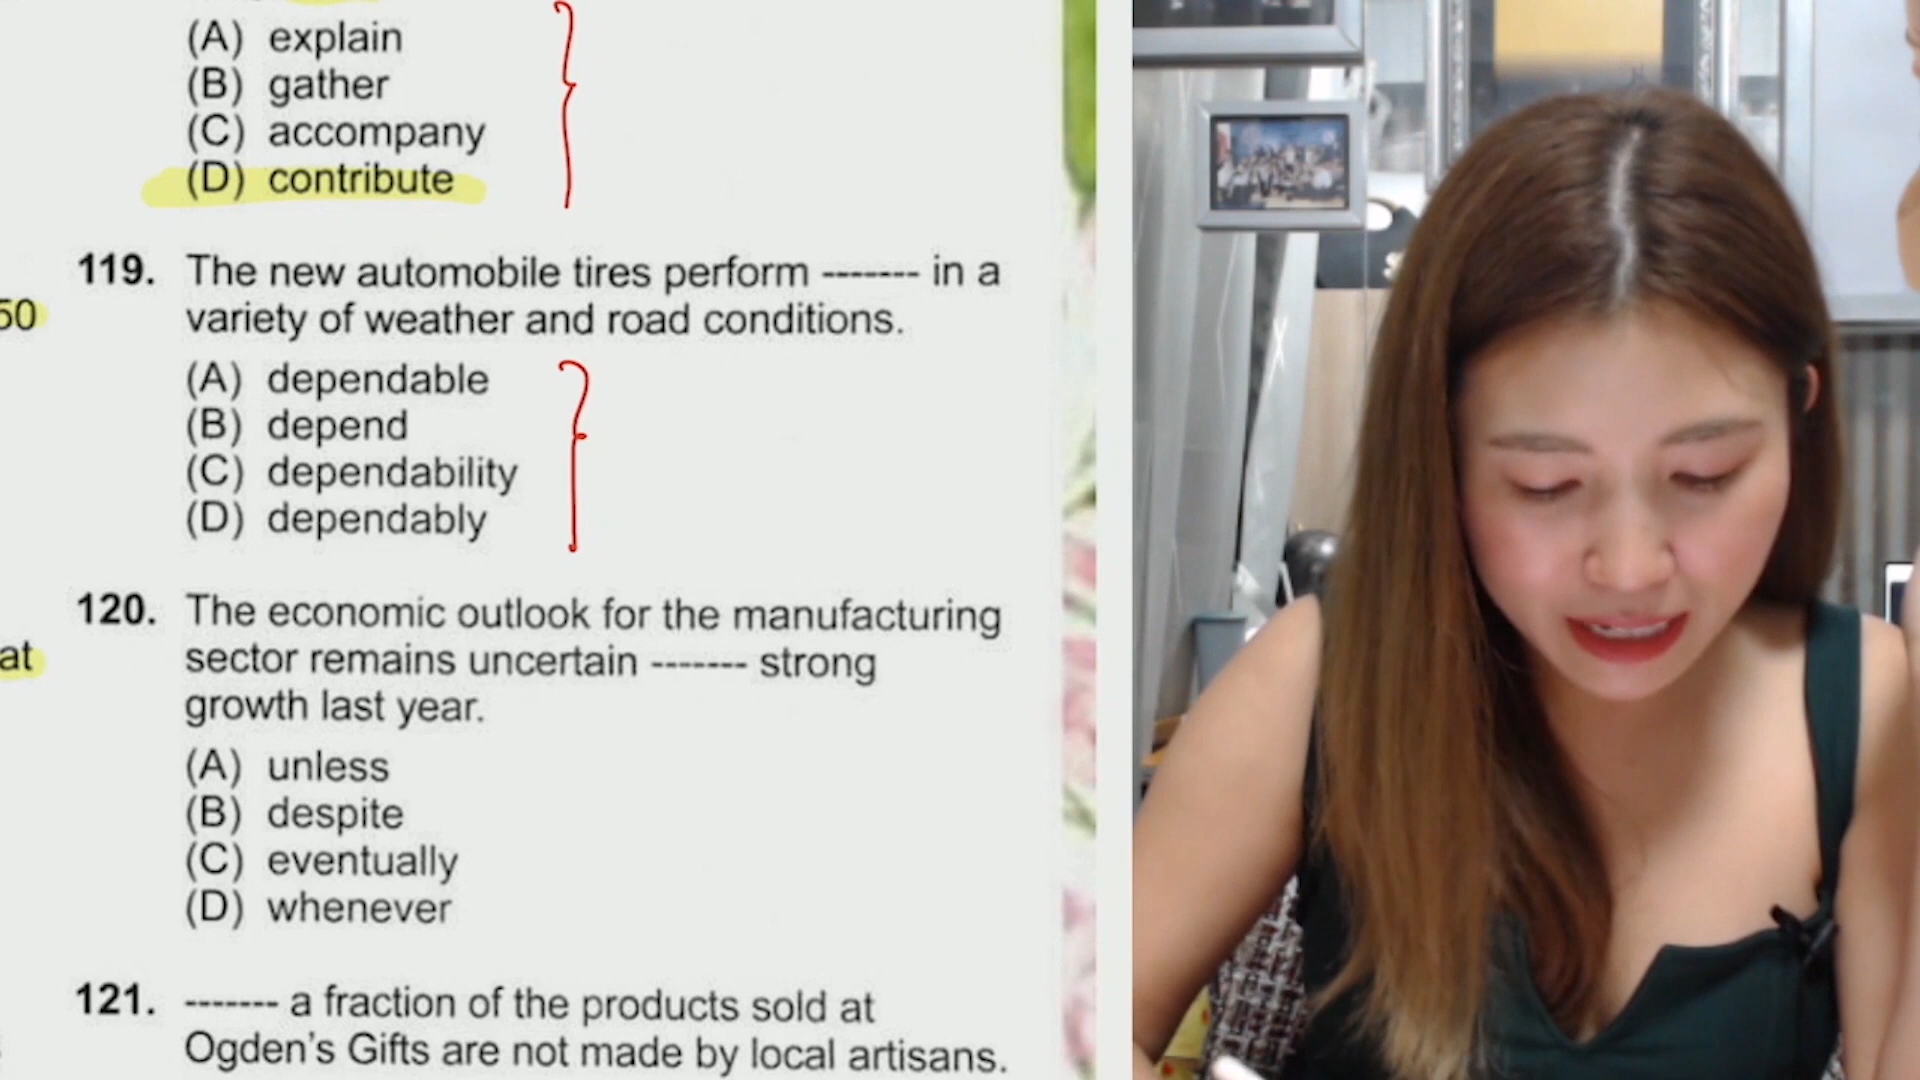 (A) explain
(B) gather
(C) accompany
(D) contribute
119. The new automobile tires perform ------- in a
50
variety of weather and road conditions.
(A) dependable
(B) depend
(C) dependability
(D) dependably
120. The economic outlook for the manufacturing
at
sector remains uncertain ------- strong
growth last year.
(A) unless
(B) despite
(C) eventually
(D) whenever
121. ------- a fraction of the products sold at
Ogden's Gifts are not made by local artisans.